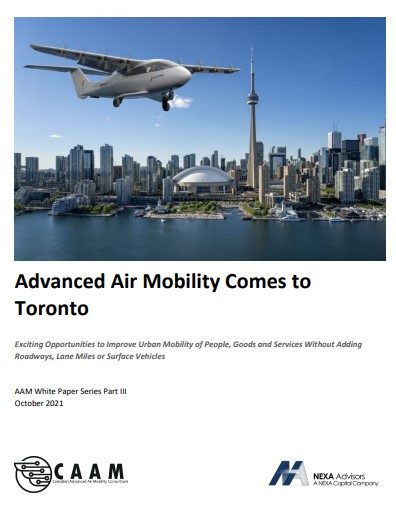 Advanced Air Mobility Comes to
Toronto
Exciting Opportunities to Improve Urban Mobility of People, Goods and Services Without Adding
Roadways, Lane Miles or Surface Vehicles
AAM White Paper Series Part III
October 2021
CAAM
Canadian Advanced Air Mobility Consortium
NEXA Advisors
A NEXA Capital Company